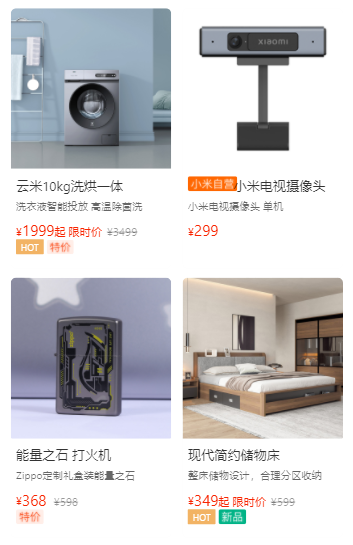 XIAOMI
云米10kg洗烘一体
洗衣液智能投放 高温除菌洗
¥1999起 限时价 ¥3499
HOT 特价
小米自营 小米电视摄像头
小米电视摄像头 单机
¥299
能量之石 打火机
Zippo定制礼盒装能量之石
¥368 ¥598
特价
现代简约储物床
整床储物设计，合理分区收纳
¥349起 限时价 ¥599
HOT 新品